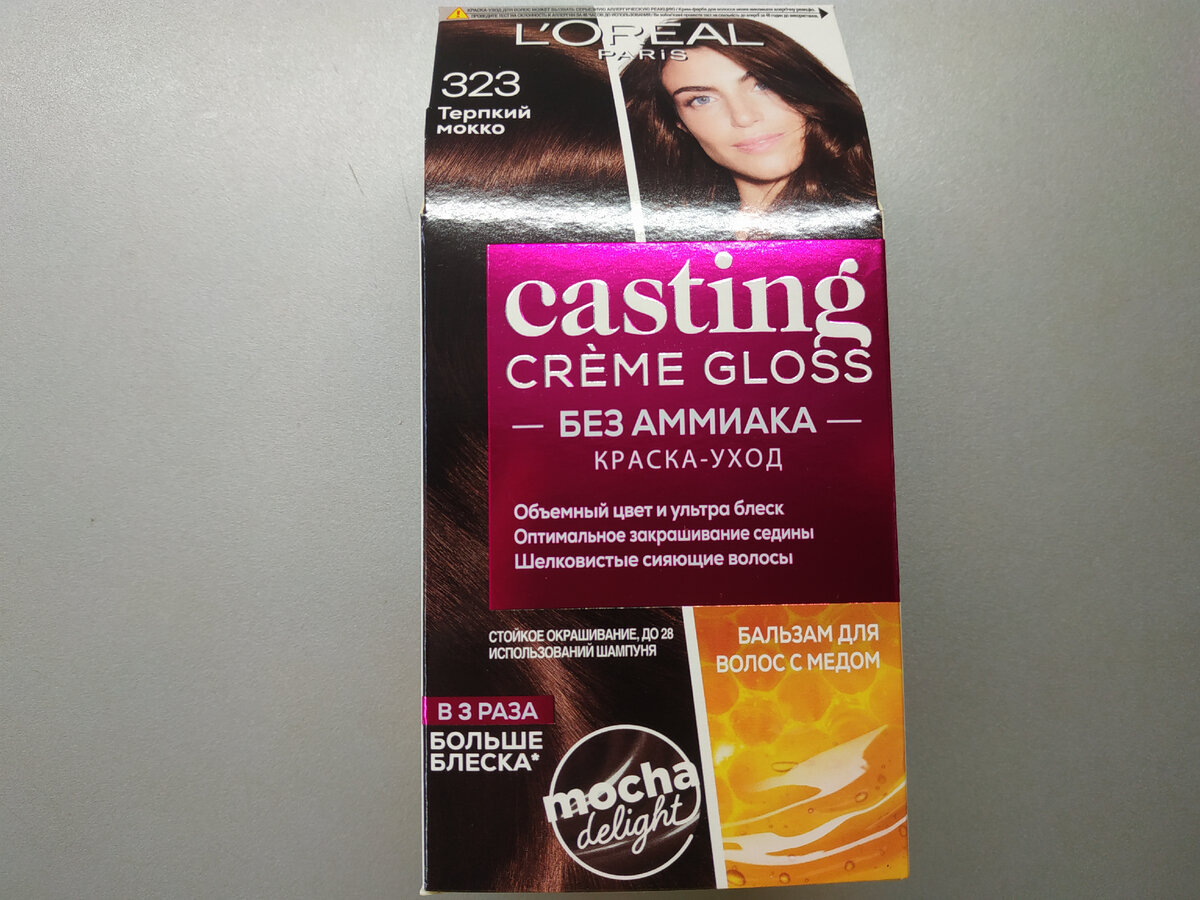 L'ORÉAL
PARIS
323
Терпкий
мокко
casting
CRÈME GLOSS
— БЕЗ АММИАКА —
КРАСКА-УХОД
Объемный цвет и ультра блеск
Оптимальное закрашивание седины
Шелковистые сияющие волосы
СТОЙКОЕ ОКРАШИВАНИЕ, ДО 28
ИСПОЛЬЗОВАНИЙ ШАМПУНЯ
БАЛЬЗАМ ДЛЯ
ВОЛОС С МЕДОМ
В 3 РАЗА
БОЛЬШЕ
БЛЕСКА*
mocha
delight